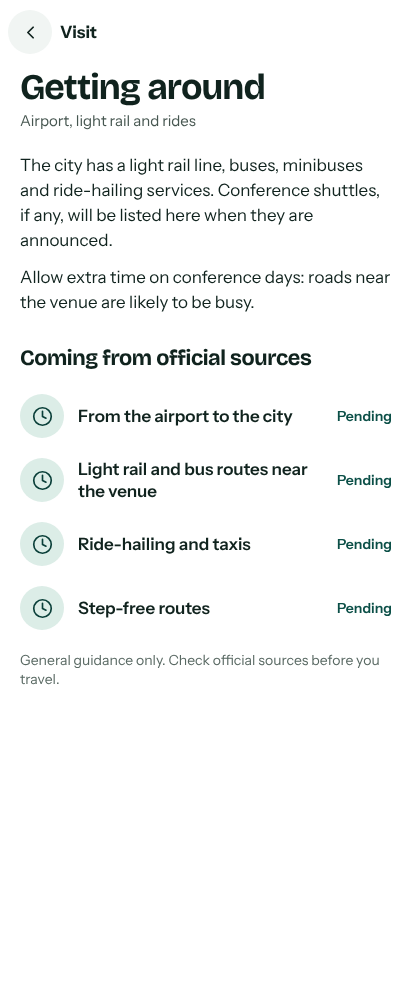 Visit
Getting around
Airport, light rail and rides
The city has a light rail line, buses, minibuses
and ride-hailing services. Conference shuttles,
if any, will be listed here when they are
announced.
Allow extra time on conference days: roads near
the venue are likely to be busy.
Coming from official sources
From the airport to the city
Pending
Light rail and bus routes near
the venue
Pending
Ride-hailing and taxis
Pending
Step-free routes
Pending
General guidance only. Check official sources before you
travel.